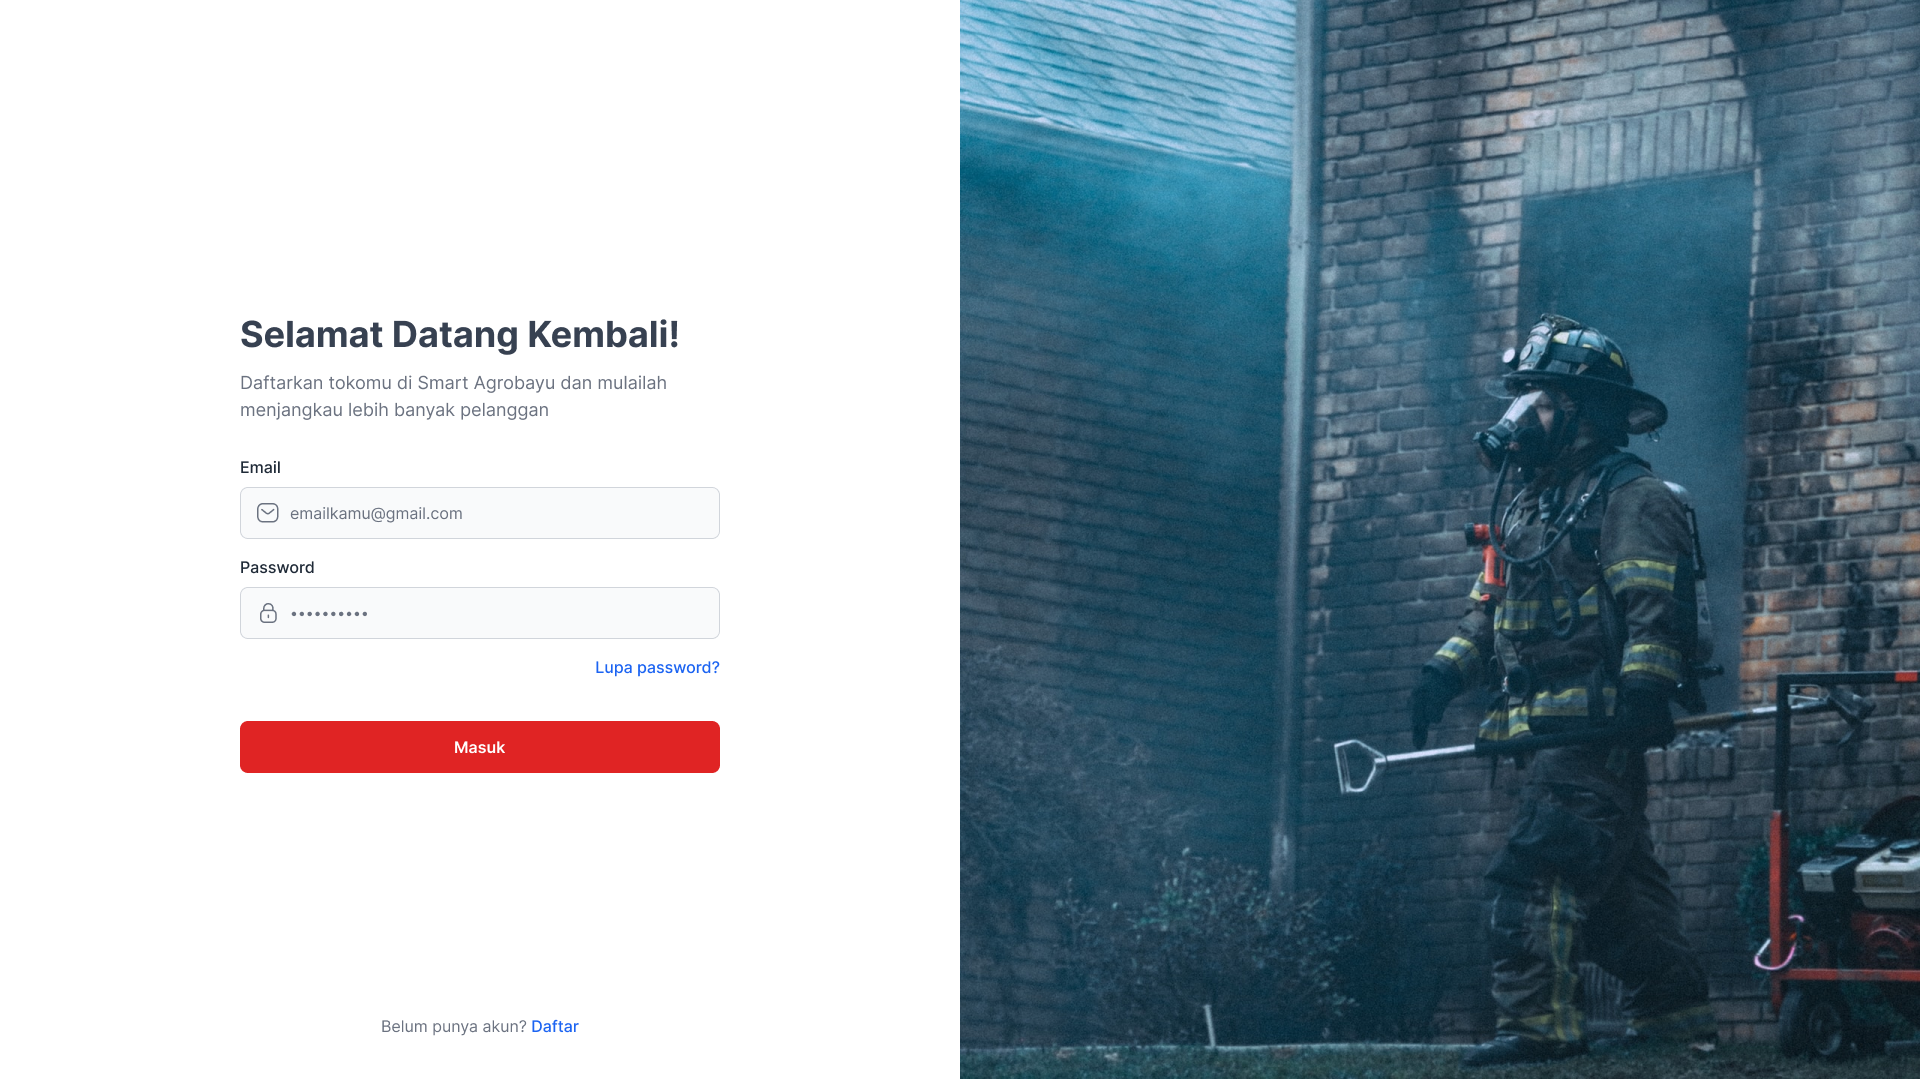 Selamat Datang Kembali!
Daftarkan tokomu di Smart Agrobayu dan mulailah
menjangkau lebih banyak pelanggan
Email
emailkamu@gmail.com
Password
••••••••••
Lupa password?
Masuk
Belum punya akun? Daftar